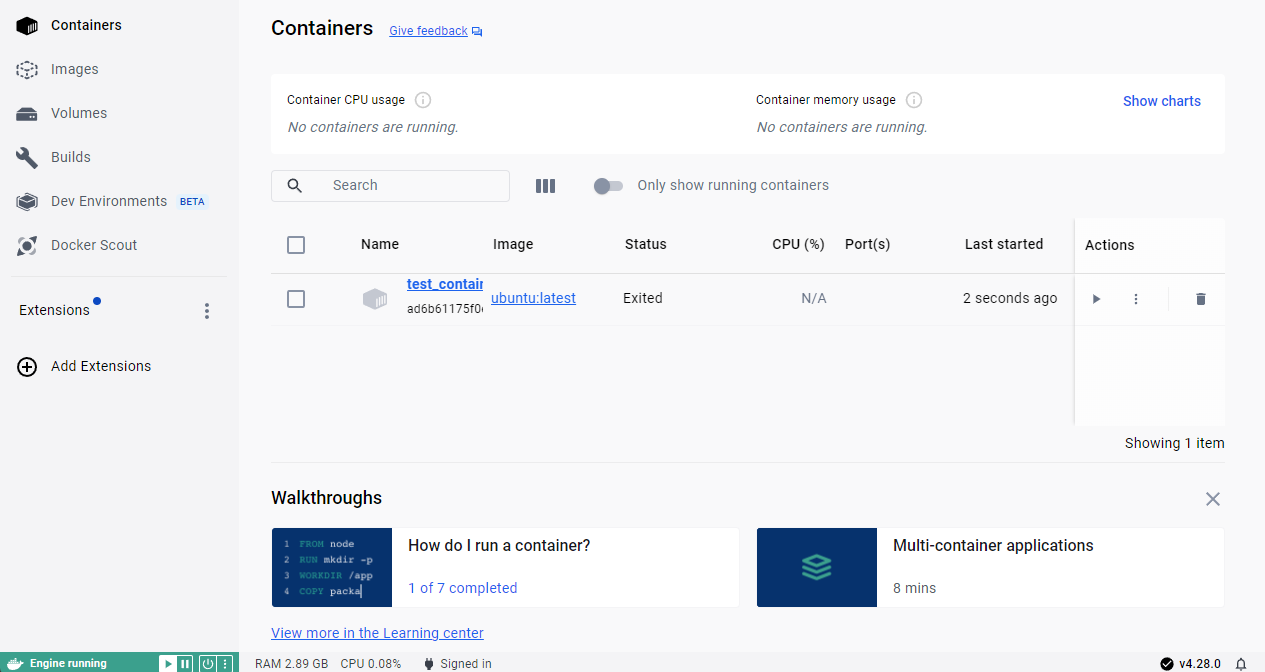 Containers
Images
Volumes
Builds
Dev Environments BETA
Docker Scout
Extensions
Add Extensions
Containers Give feedback
Container CPU usage
No containers are running.
Container memory usage
No containers are running.
Show charts
Search
Only show running containers
Name Image Status CPU (%) Port(s) Last started Actions
test_contair
ad6b61175f0
ubuntu:latest Exited N/A 2 seconds ago
Showing 1 item
Walkthroughs
1 FROM node
2 RUN mkdir -p
3 WORKDIR /app
4 COPY packa
How do I run a container?
1 of 7 completed
Multi-container applications
8 mins
View more in the Learning center
Engine running
RAM 2.89 GB CPU 0.08% Signed in
v4.28.0